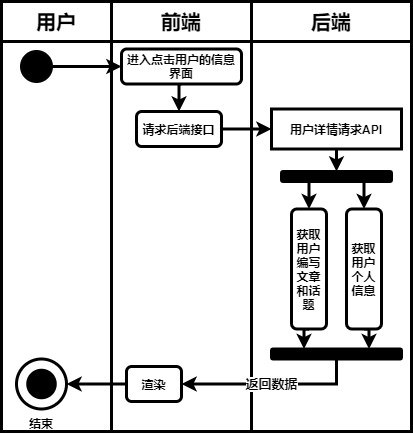 用户
前端
后端
进入点击用户的信息
界面
请求后端接口
用户详情请求API
获取
用户
编写
文章
和话
题
获取
用户
个人
信息
返回数据
渲染
结束